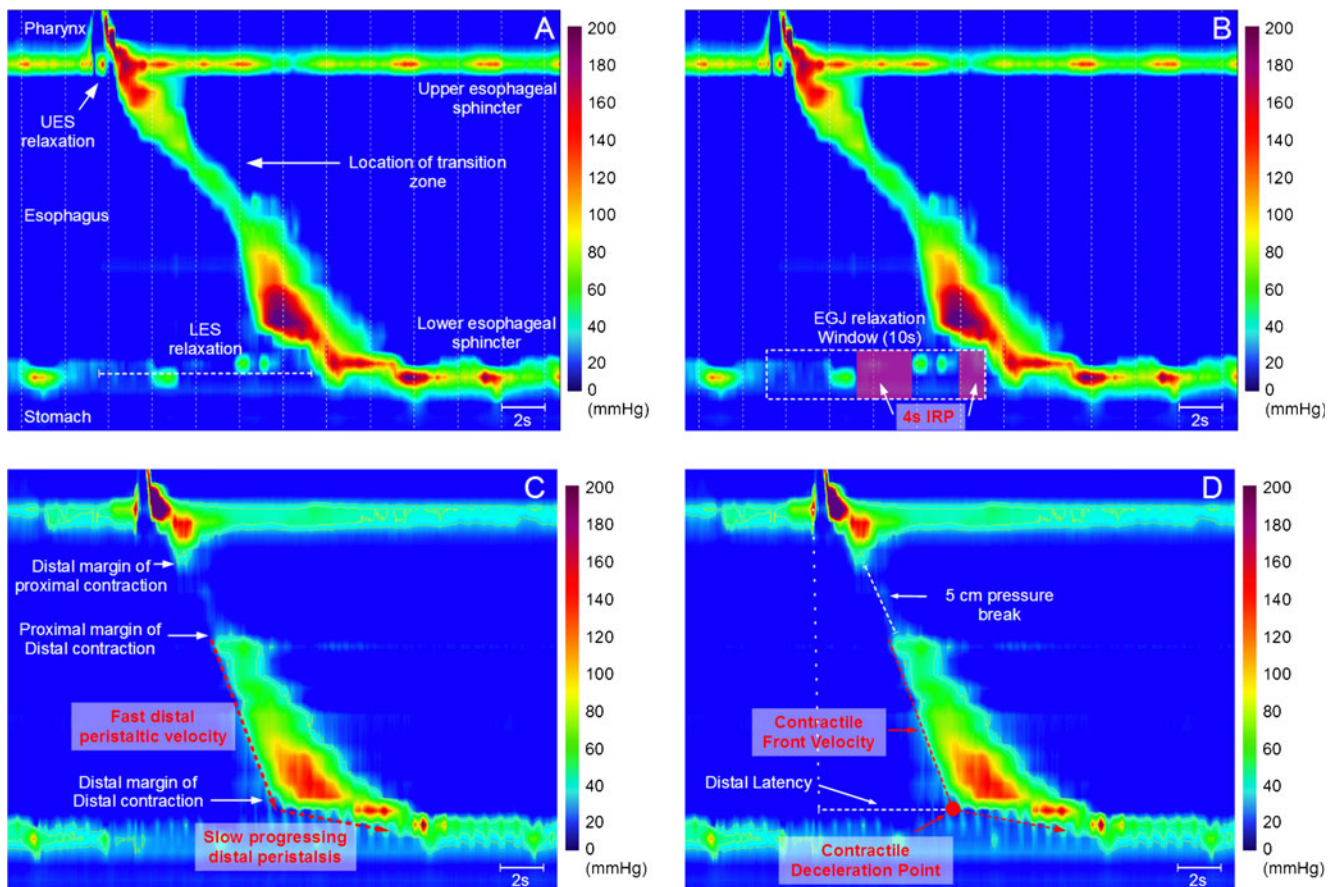 A
Pharynx
Upper esophageal
sphincter
UES
relaxation
Location of transition
zone
Esophagus
LES
relaxation
Lower esophageal
sphincter
Stomach
2s
200
180
160
140
120
100
80
60
40
20
0
(mmHg)
B
EGJ relaxation
Window (10s)
4s IRP
2s
200
180
160
140
120
100
80
60
40
20
0
(mmHg)
C
Distal margin of
proximal contraction
Proximal margin of
Distal contraction
Fast distal
peristaltic velocity
Distal margin of
Distal contraction
Slow progressing
distal peristalsis
2s
200
180
160
140
120
100
80
60
40
20
0
(mmHg)
D
5 cm pressure
break
Contractile
Front Velocity
Distal Latency
Contractile
Deceleration Point
2s
200
180
160
140
120
100
80
60
40
20
0
(mmHg)